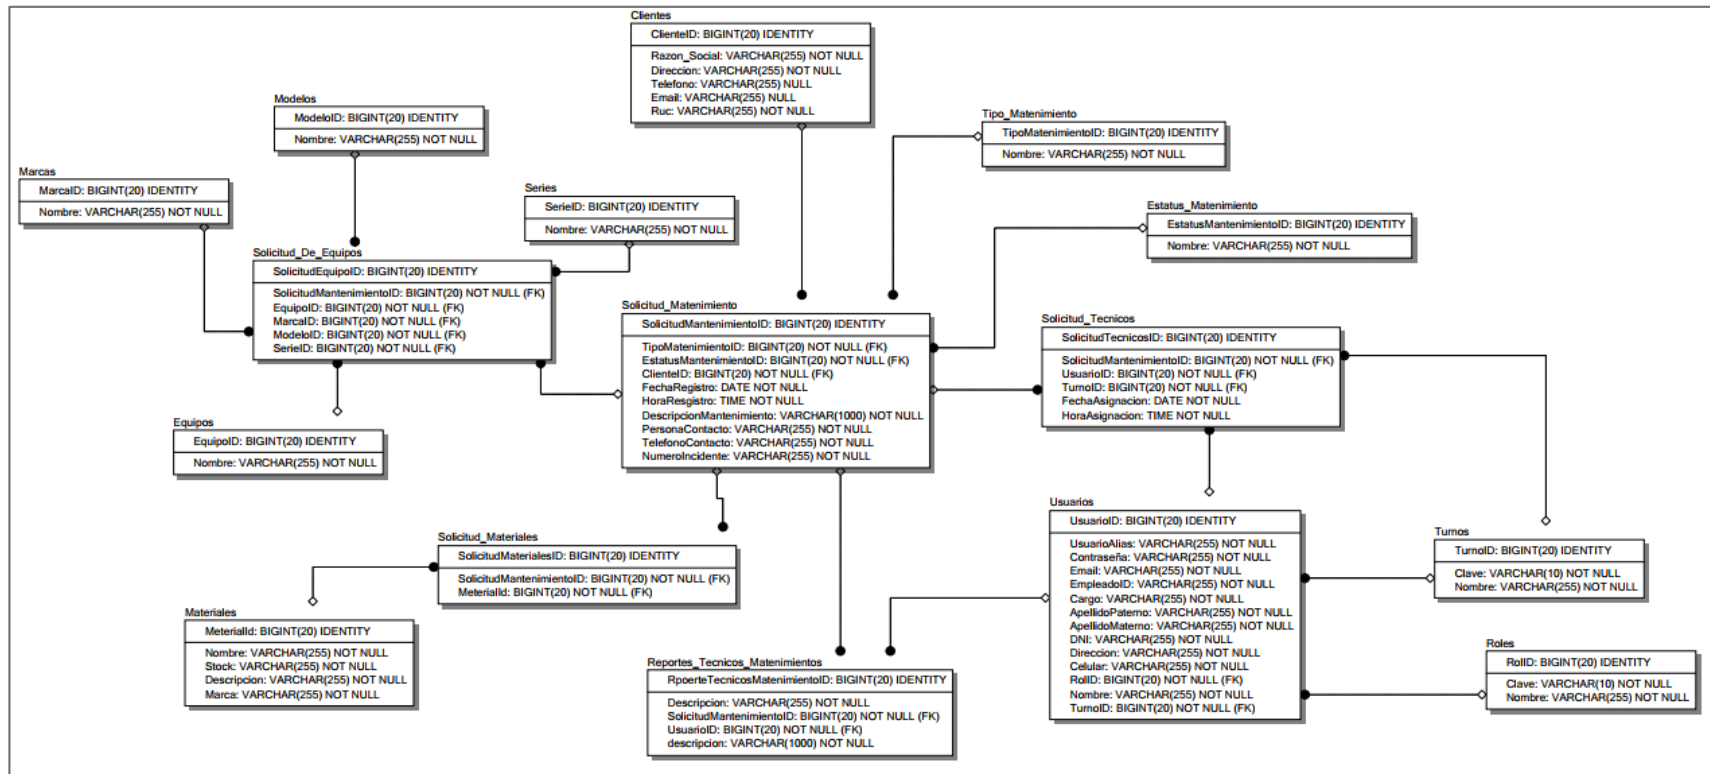 Clientes
ClienteID: BIGINT(20) IDENTITY
Razon_Social: VARCHAR(255) NOT NULL
Direccion: VARCHAR(255) NOT NULL
Telefono: VARCHAR(255) NULL
Email: VARCHAR(255) NULL
Ruc: VARCHAR(255) NOT NULL
Modelos
ModeloID: BIGINT(20) IDENTITY
Nombre: VARCHAR(255) NOT NULL
Tipo_Matenimiento
TipoMatenimientoID: BIGINT(20) IDENTITY
Nombre: VARCHAR(255) NOT NULL
Marcas
MarcaID: BIGINT(20) IDENTITY
Nombre: VARCHAR(255) NOT NULL
Series
SerieID: BIGINT(20) IDENTITY
Nombre: VARCHAR(255) NOT NULL
Estatus_Matenimiento
EstatusMantenimientoID: BIGINT(20) IDENTITY
Nombre: VARCHAR(255) NOT NULL
Solicitud_De_Equipos
SolicitudEquipoID: BIGINT(20) IDENTITY
SolicitudMantenimientoID: BIGINT(20) NOT NULL (FK)
EquipoID: BIGINT(20) NOT NULL (FK)
MarcaID: BIGINT(20) NOT NULL (FK)
ModeloID: BIGINT(20) NOT NULL (FK)
SerieID: BIGINT(20) NOT NULL (FK)
Solicitud_Matenimiento
SolicitudMantenimientoID: BIGINT(20) IDENTITY
TipoMatenimientoID: BIGINT(20) NOT NULL (FK)
EstatusMantenimientoID: BIGINT(20) NOT NULL (FK)
ClienteID: BIGINT(20) NOT NULL (FK)
FechaRegistro: DATE NOT NULL
HoraResgistro: TIME NOT NULL
DescripcionMantenimiento: VARCHAR(1000) NOT NULL
PersonaContacto: VARCHAR(255) NOT NULL
TelefonoContacto: VARCHAR(255) NOT NULL
NumeroIncidente: VARCHAR(255) NOT NULL
Solicitud_Tecnicos
SolicitudTecnicosID: BIGINT(20) IDENTITY
SolicitudMantenimientoID: BIGINT(20) NOT NULL (FK)
UsuarioID: BIGINT(20) NOT NULL (FK)
TurnoID: BIGINT(20) NOT NULL (FK)
FechaAsignacion: DATE NOT NULL
HoraAsignacion: TIME NOT NULL
Equipos
EquipoID: BIGINT(20) IDENTITY
Nombre: VARCHAR(255) NOT NULL
Usuarios
UsuarioID: BIGINT(20) IDENTITY
UsuarioAlias: VARCHAR(255) NOT NULL
Contraseña: VARCHAR(255) NOT NULL
Email: VARCHAR(255) NOT NULL
EmpleadoID: VARCHAR(255) NOT NULL
Cargo: VARCHAR(255) NOT NULL
ApellidoPaterno: VARCHAR(255) NOT NULL
ApellidoMaterno: VARCHAR(255) NOT NULL
DNI: VARCHAR(255) NOT NULL
Direccion: VARCHAR(255) NOT NULL
Celular: VARCHAR(255) NOT NULL
RolID: BIGINT(20) NOT NULL (FK)
Nombre: VARCHAR(255) NOT NULL
TurnoID: BIGINT(20) NOT NULL (FK)
Turnos
TurnoID: BIGINT(20) IDENTITY
Clave: VARCHAR(10) NOT NULL
Nombre: VARCHAR(255) NOT NULL
Solicitud_Materiales
SolicitudMaterialesID: BIGINT(20) IDENTITY
SolicitudMantenimientoID: BIGINT(20) NOT NULL (FK)
MeterialId: BIGINT(20) NOT NULL (FK)
Materiales
MeterialId: BIGINT(20) IDENTITY
Nombre: VARCHAR(255) NOT NULL
Stock: VARCHAR(255) NOT NULL
Descripcion: VARCHAR(255) NOT NULL
Marca: VARCHAR(255) NOT NULL
Reportes_Tecnicos_Matenimientos
RpoerteTecnicosMatenimientoID: BIGINT(20) IDENTITY
Descripcion: VARCHAR(255) NOT NULL
SolicitudMantenimientoID: BIGINT(20) NOT NULL (FK)
UsuarioID: BIGINT(20) NOT NULL (FK)
descripcion: VARCHAR(1000) NOT NULL
Roles
RolID: BIGINT(20) IDENTITY
Clave: VARCHAR(10) NOT NULL
Nombre: VARCHAR(255) NOT NULL